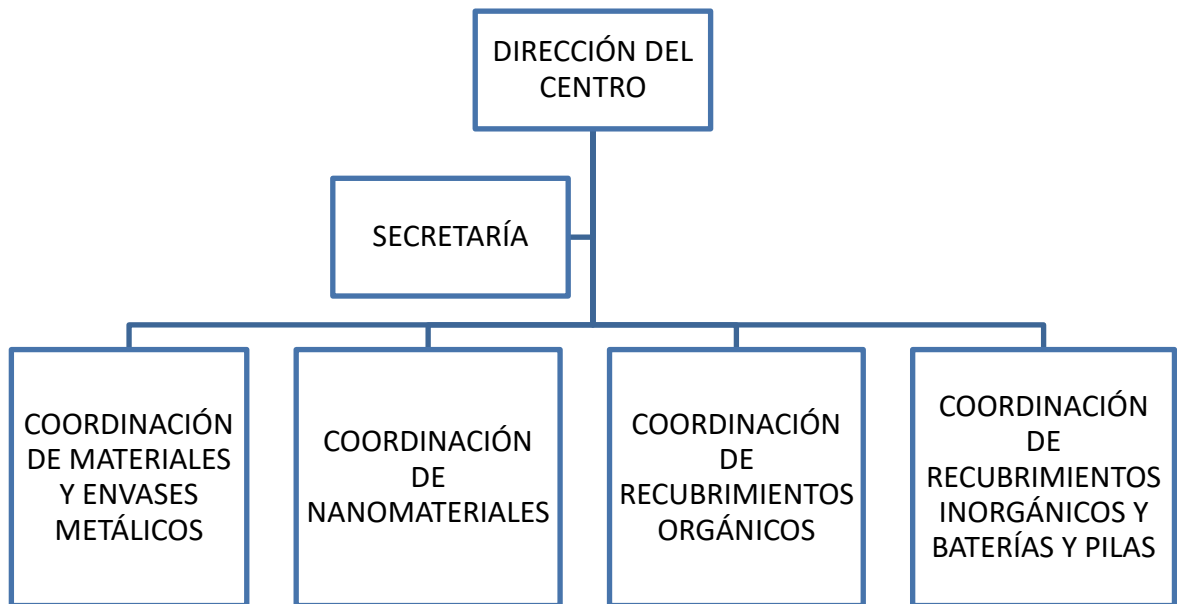 DIRECCIÓN DEL
CENTRO
SECRETARÍA
COORDINACIÓN
DE MATERIALES
Y ENVASES
METÁLICOS
COORDINACIÓN
DE
NANOMATERIALES
COORDINACIÓN
DE
RECUBRIMIENTOS
ORGÁNICOS
COORDINACIÓN
DE
RECUBRIMIENTOS
INORGÁNICOS Y
BATERÍAS Y PILAS